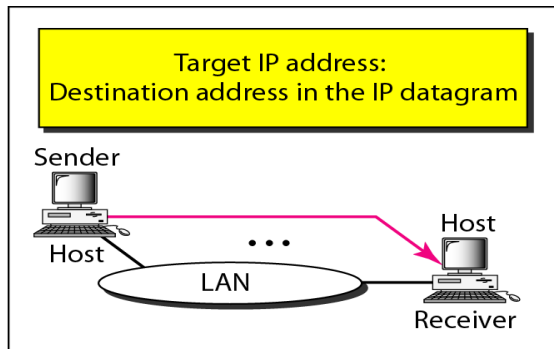 Target IP address:
Destination address in the IP datagram
Sender
Host
Host
LAN
Receiver